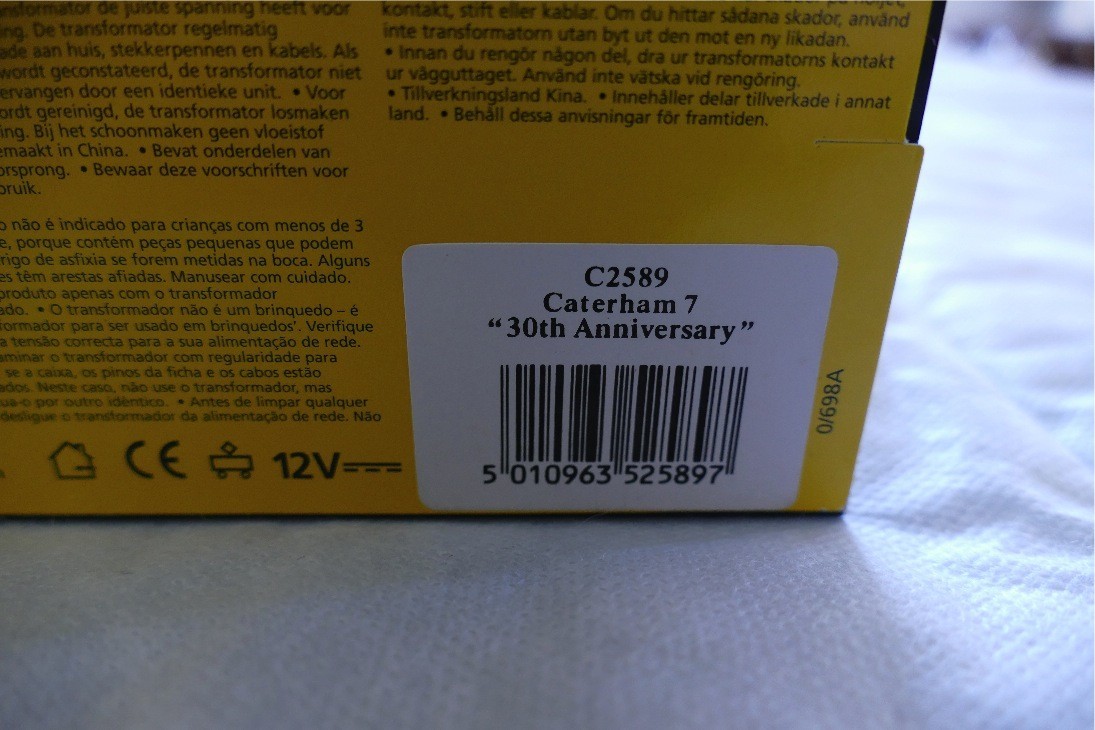 de juiste spanning heeft voor
ing. De transformator regelmatig
ade aan huis, stekkerpennen en kabels. Als
wordt geconstateerd, de transformator niet
ervangen door een identieke unit. • Voor
ordt gereinigd, de transformator losmaken
ing. Bij het schoonmaken geen vloeistof
emaakt in China. • Bevat onderdelen van
orsprong. • Bewaar deze voorschriften voor
bruik.
kontakt, stift eller kablar. Om du hittar sådana skador, använd
inte transformatorn utan byt ut den mot en ny likadan.
• Innan du rengör någon del, dra ur transformatorns kontakt
ur vägguttaget. Använd inte vätska vid rengöring.
• Tillverkningsland Kina. • Innehåller delar tillverkade i annat
land. • Behåll dessa anvisningar för framtiden.
o não é indicado para crianças com menos de 3
e, porque contém peças pequenas que podem
rigo de asfixia se forem metidas na boca. Alguns
es têm arestas afiadas. Manusear com cuidado.
produto apenas com o transformador
ado. • O transformador não é um brinquedo – é
formador para ser usado em brinquedos'. Verifique
a tensão correcta para a sua alimentação de rede.
aminar o transformador com regularidade para
se a caixa, os pinos da ficha e os cabos estão
ados. Neste caso, não use o transformador, mas
ua-o por outro idêntico. • Antes de limpar qualquer
desligue o transformador da alimentação de rede. Não
CE 12V
C2589
Caterham 7
“30th Anniversary”
5 010963 525897
0/698A